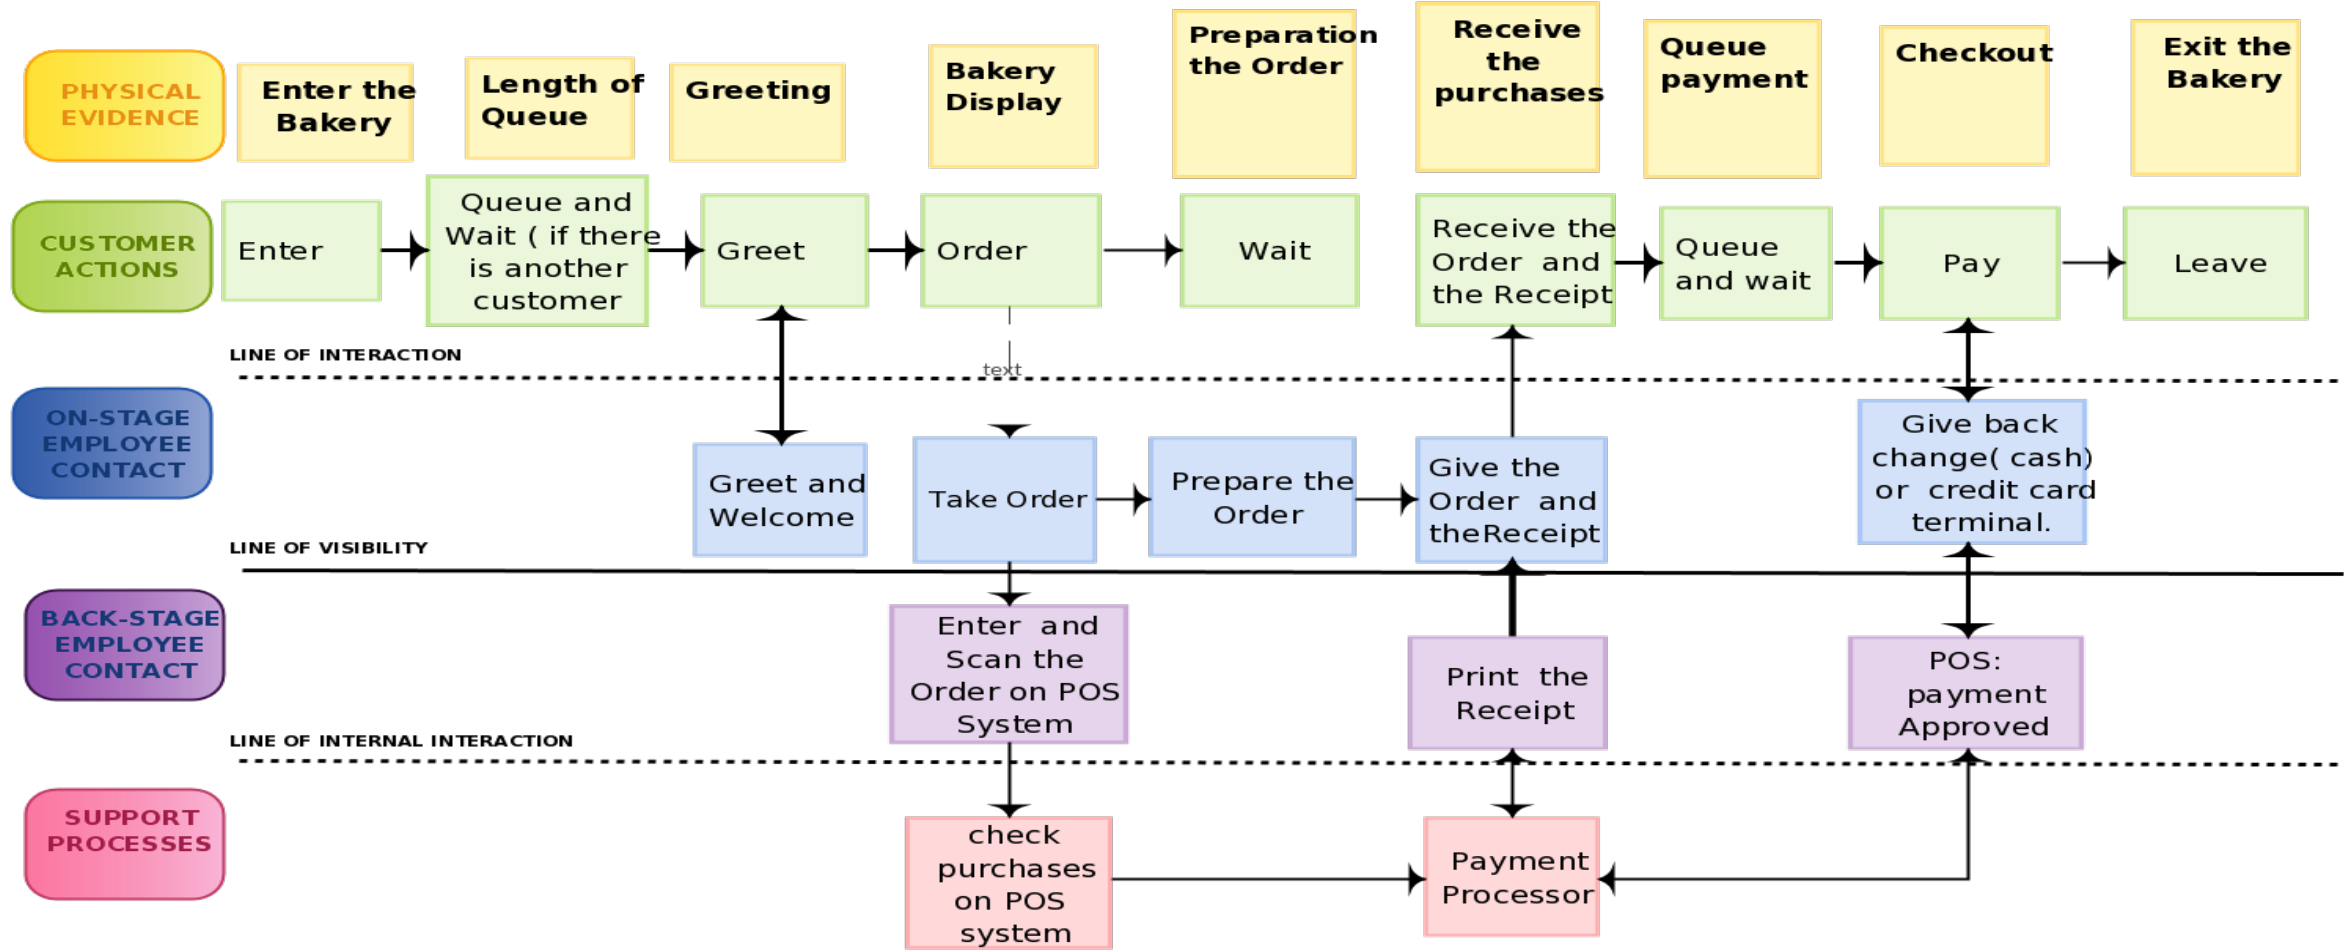 PHYSICAL
EVIDENCE
Enter the
Bakery
Length of
Queue
Greeting
Bakery
Display
Preparation
the Order
Receive
the
purchases
Queue
payment
Checkout
Exit the
Bakery
CUSTOMER
ACTIONS
Enter
Queue and
Wait ( if there
is another
customer
Greet
Order
Wait
Receive the
Order and
the Receipt
Queue
and wait
Pay
Leave
LINE OF INTERACTION
text
ON-STAGE
EMPLOYEE
CONTACT
Greet and
Welcome
Take Order
Prepare the
Order
Give the
Order and
theReceipt
Give back
change( cash)
or credit card
terminal.
LINE OF VISIBILITY
BACK-STAGE
EMPLOYEE
CONTACT
Enter and
Scan the
Order on POS
System
Print the
Receipt
POS:
payment
Approved
LINE OF INTERNAL INTERACTION
SUPPORT
PROCESSES
check
purchases
on POS
system
Payment
Processor